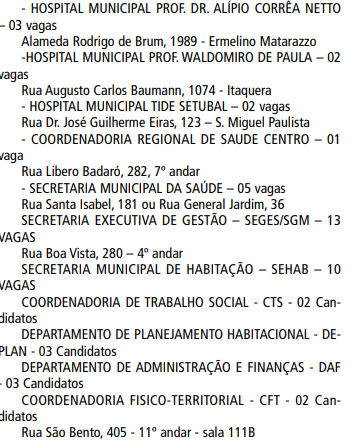 - HOSPITAL MUNICIPAL PROF. DR. ALÍPIO CORRÊA NETTO
– 03 vagas
Alameda Rodrigo de Brum, 1989 - Ermelino Matarazzo
-HOSPITAL MUNICIPAL PROF. WALDOMIRO DE PAULA – 02
vagas
Rua Augusto Carlos Baumann, 1074 - Itaquera
- HOSPITAL MUNICIPAL TIDE SETUBAL – 02 vagas
Rua Dr. José Guilherme Eiras, 123 – S. Miguel Paulista
- COORDENADORIA REGIONAL DE SAUDE CENTRO – 01
vaga
Rua Libero Badaró, 282, 7º andar
- SECRETARIA MUNICIPAL DA SAÚDE – 05 vagas
Rua Santa Isabel, 181 ou Rua General Jardim, 36
SECRETARIA EXECUTIVA DE GESTÃO – SEGES/SGM – 13
VAGAS
Rua Boa Vista, 280 – 4º andar
SECRETARIA MUNICIPAL DE HABITAÇÃO – SEHAB – 10
VAGAS
COORDENADORIA DE TRABALHO SOCIAL - CTS - 02 Can-
didatos
DEPARTAMENTO DE PLANEJAMENTO HABITACIONAL - DE-
PLAN - 03 Candidatos
DEPARTAMENTO DE ADMINISTRAÇÃO E FINANÇAS - DAF
- 03 Candidatos
COORDENADORIA FISICO-TERRITORIAL - CFT - 02 Can-
didatos
Rua São Bento, 405 - 11º andar - sala 111B